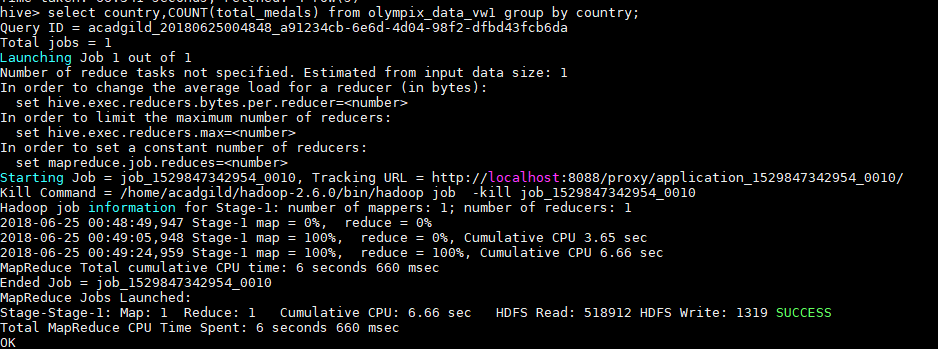 hive> select country,COUNT(total_medals) from olympix_data_vw1 group by country;
Query ID = acadgild_20180625004848_a91234cb-6e6d-4d04-98f2-dfbd43fcb6da
Total jobs = 1
Launching Job 1 out of 1
Number of reduce tasks not specified. Estimated from input data size: 1
In order to change the average load for a reducer (in bytes):
  set hive.exec.reducers.bytes.per.reducer=<number>
In order to limit the maximum number of reducers:
  set hive.exec.reducers.max=<number>
In order to set a constant number of reducers:
  set mapreduce.job.reduces=<number>
Starting Job = job_1529847342954_0010, Tracking URL = http://localhost:8088/proxy/application_1529847342954_0010/
Kill Command = /home/acadgild/hadoop-2.6.0/bin/hadoop job  -kill job_1529847342954_0010
Hadoop job information for Stage-1: number of mappers: 1; number of reducers: 1
2018-06-25 00:48:49,947 Stage-1 map = 0%,  reduce = 0%
2018-06-25 00:49:05,948 Stage-1 map = 100%,  reduce = 0%, Cumulative CPU 3.65 sec
2018-06-25 00:49:24,959 Stage-1 map = 100%,  reduce = 100%, Cumulative CPU 6.66 sec
MapReduce Total cumulative CPU time: 6 seconds 660 msec
Ended Job = job_1529847342954_0010
MapReduce Jobs Launched:
Stage-Stage-1: Map: 1  Reduce: 1   Cumulative CPU: 6.66 sec   HDFS Read: 518912 HDFS Write: 1319 SUCCESS
Total MapReduce CPU Time Spent: 6 seconds 660 msec
OK